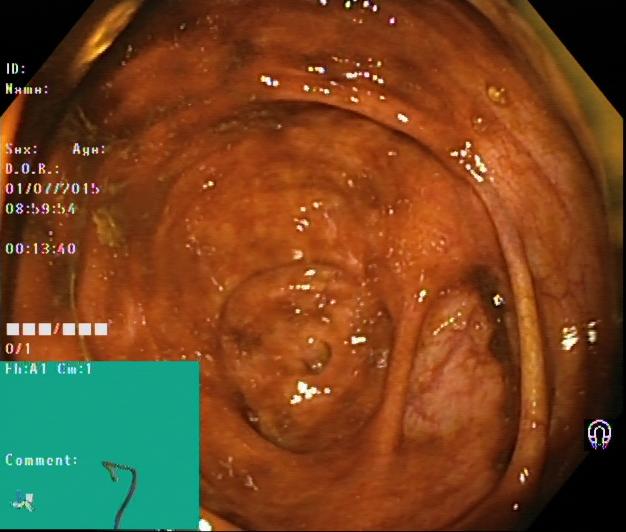 ID:
Name:
Sex: Age:
D.O.B.:
01/07/2015
08:59:54
00:13:40
■■■/■■■
0/1
Eh:A1 Cm:1
Comment: